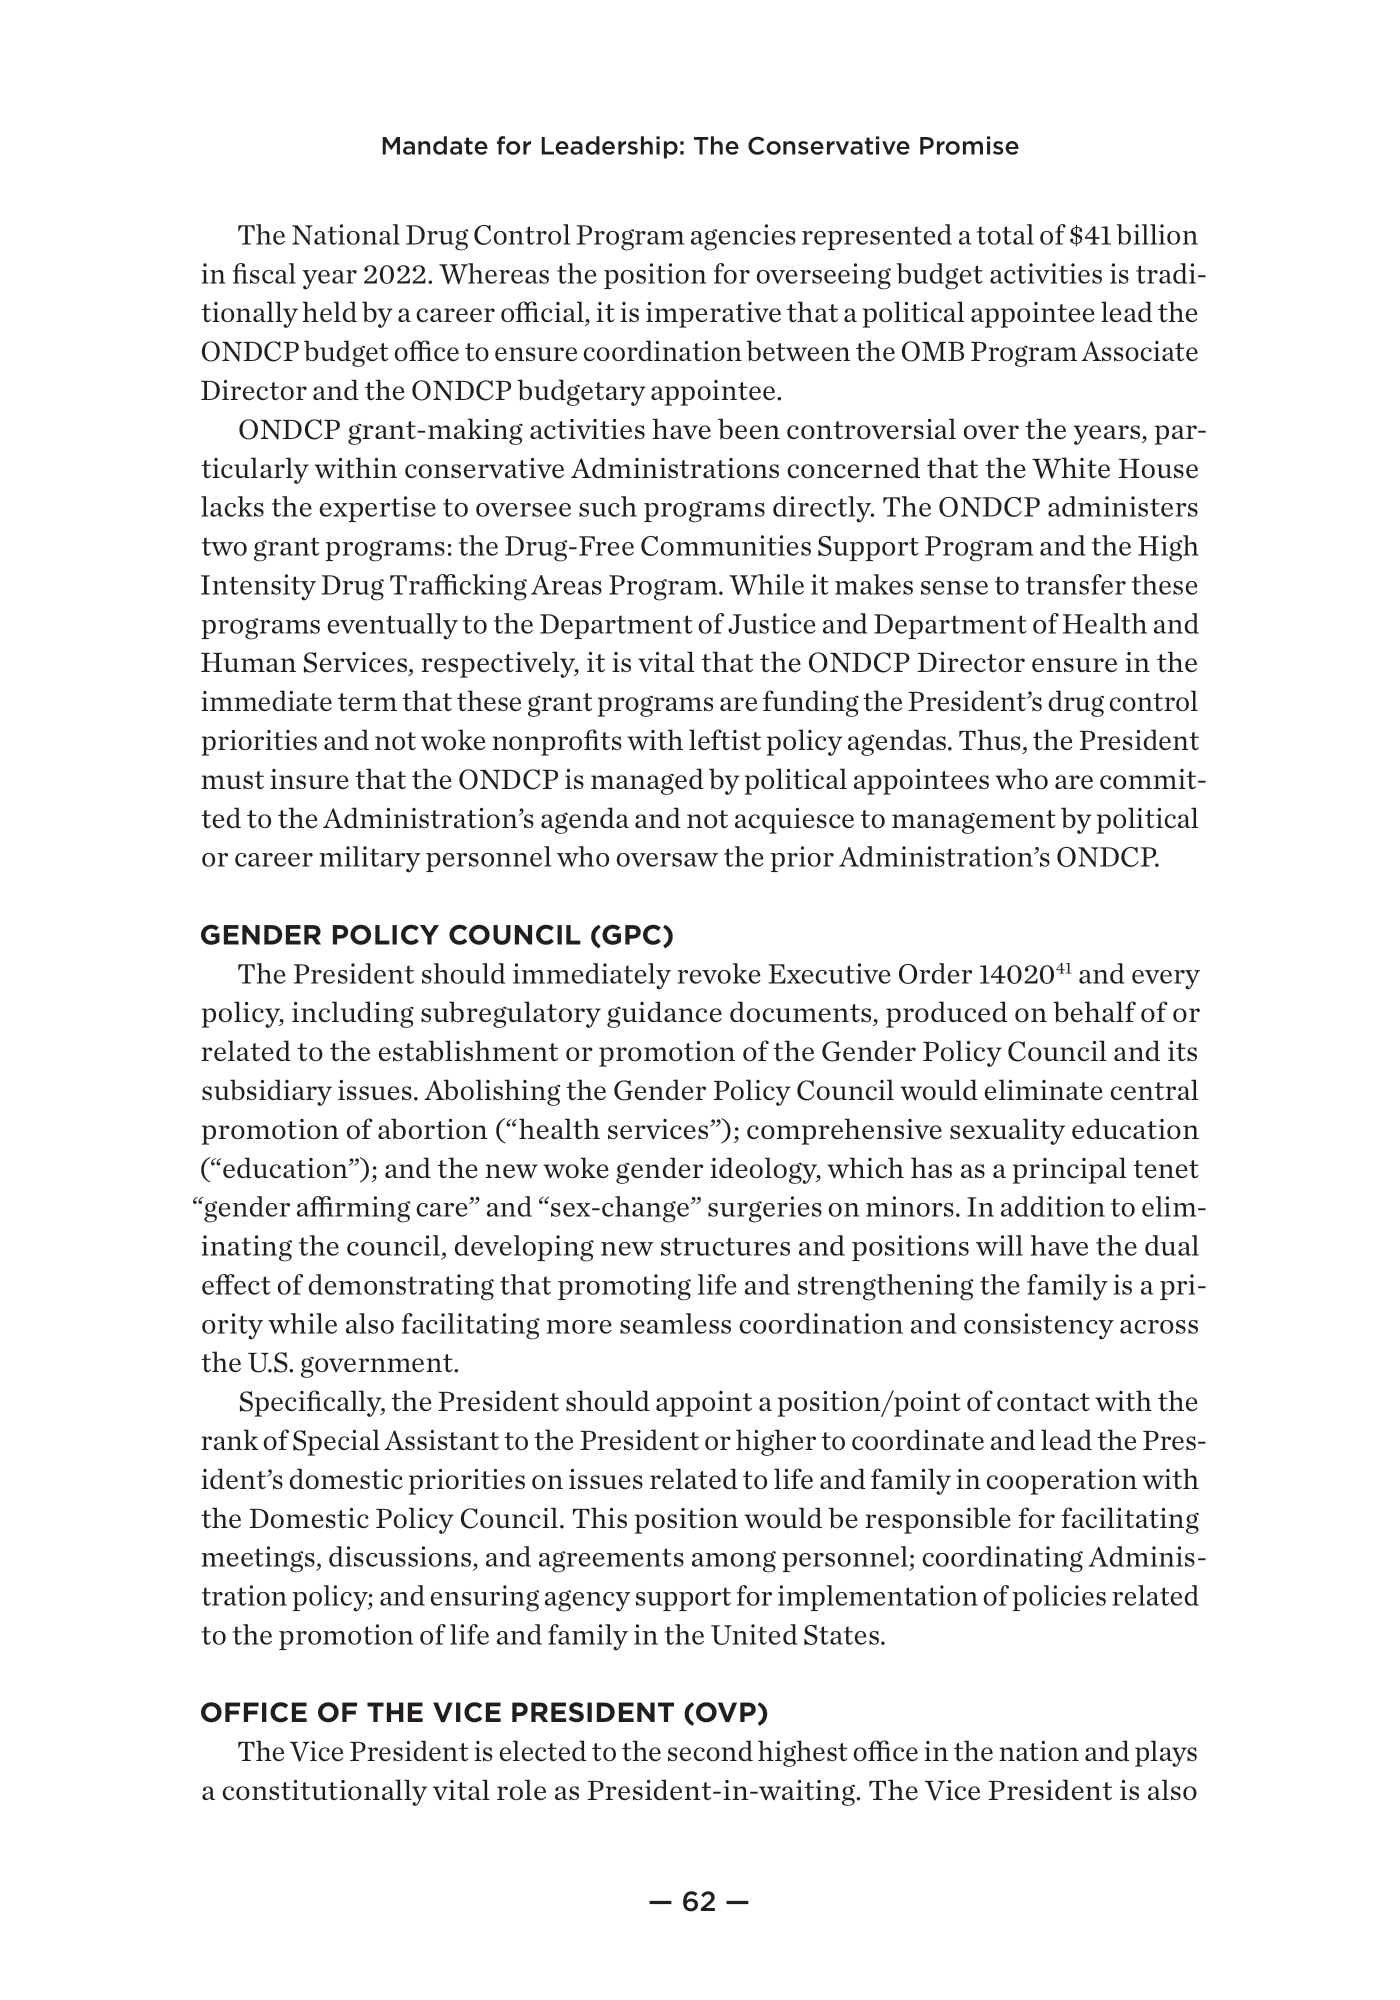 Mandate for Leadership: The Conservative Promise
The National Drug Control Program agencies represented a total of $41 billion
in fiscal year 2022. Whereas the position for overseeing budget activities is tradi-
tionally held by a career official, it is imperative that a political appointee lead the
ONDCP budget office to ensure coordination between the OMB Program Associate
Director and the ONDCP budgetary appointee.
ONDCP grant-making activities have been controversial over the years, par-
ticularly within conservative Administrations concerned that the White House
lacks the expertise to oversee such programs directly. The ONDCP administers
two grant programs: the Drug-Free Communities Support Program and the High
Intensity Drug Trafficking Areas Program. While it makes sense to transfer these
programs eventually to the Department of Justice and Department of Health and
Human Services, respectively, it is vital that the ONDCP Director ensure in the
immediate term that these grant programs are funding the President’s drug control
priorities and not woke nonprofits with leftist policy agendas. Thus, the President
must insure that the ONDCP is managed by political appointees who are commit-
ted to the Administration’s agenda and not acquiesce to management by political
or career military personnel who oversaw the prior Administration’s ONDCP.
GENDER POLICY COUNCIL (GPC)
The President should immediately revoke Executive Order 14020⁴¹ and every
policy, including subregulatory guidance documents, produced on behalf of or
related to the establishment or promotion of the Gender Policy Council and its
subsidiary issues. Abolishing the Gender Policy Council would eliminate central
promotion of abortion (“health services”); comprehensive sexuality education
(“education”); and the new woke gender ideology, which has as a principal tenet
“gender affirming care” and “sex-change” surgeries on minors. In addition to elim-
inating the council, developing new structures and positions will have the dual
effect of demonstrating that promoting life and strengthening the family is a pri-
ority while also facilitating more seamless coordination and consistency across
the U.S. government.
Specifically, the President should appoint a position/point of contact with the
rank of Special Assistant to the President or higher to coordinate and lead the Pres-
ident’s domestic priorities on issues related to life and family in cooperation with
the Domestic Policy Council. This position would be responsible for facilitating
meetings, discussions, and agreements among personnel; coordinating Adminis-
tration policy; and ensuring agency support for implementation of policies related
to the promotion of life and family in the United States.
OFFICE OF THE VICE PRESIDENT (OVP)
The Vice President is elected to the second highest office in the nation and plays
a constitutionally vital role as President-in-waiting. The Vice President is also
— 62 —